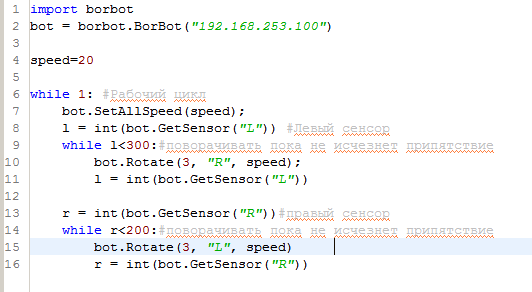 1 import borbot
2 bot = borbot.BorBot("192.168.253.100")
3
4 speed=20
5
6 while 1: #Рабочий цикл
7 bot.SetAllSpeed(speed);
8 l = int(bot.GetSensor("L")) #Левый сенсор
9 while l<300:#поворачивать пока не исчезнет припятствие
10 bot.Rotate(3, "R", speed);
11 l = int(bot.GetSensor("L"))
12
13 r = int(bot.GetSensor("R"))#правый сенсор
14 while r<200:#поворачивать пока не исчезнет припятствие
15 bot.Rotate(3, "L", speed)
16 r = int(bot.GetSensor("R"))